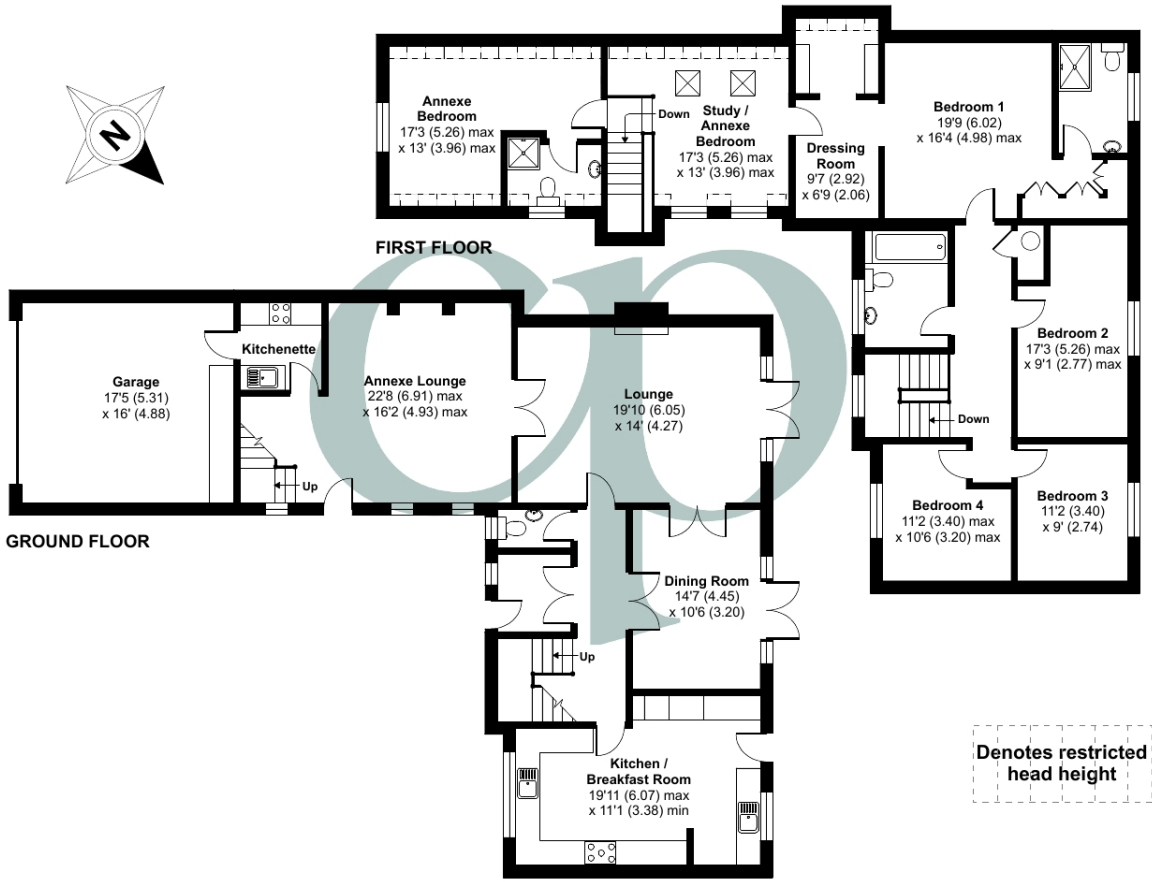 N
Annexe
Bedroom
17'3 (5.26) max
x 13' (3.96) max
Down
Study /
Annexe
Bedroom
17'3 (5.26) max
x 13' (3.96) max
Dressing
Room
9'7 (2.92)
x 6'9 (2.06)
Bedroom 1
19'9 (6.02)
x 16'4 (4.98) max
FIRST FLOOR
Bedroom 2
17'3 (5.26) max
x 9'1 (2.77) max
Down
Bedroom 4
11'2 (3.40) max
x 10'6 (3.20) max
Bedroom 3
11'2 (3.40)
x 9' (2.74)
Garage
17'5 (5.31)
x 16' (4.88)
Kitchenette
Annexe Lounge
22'8 (6.91) max
x 16'2 (4.93) max
Up
Lounge
19'10 (6.05)
x 14' (4.27)
GROUND FLOOR
Dining Room
14'7 (4.45)
x 10'6 (3.20)
Up
Kitchen /
Breakfast Room
19'11 (6.07) max
x 11'1 (3.38) min
Denotes restricted
head height
cp